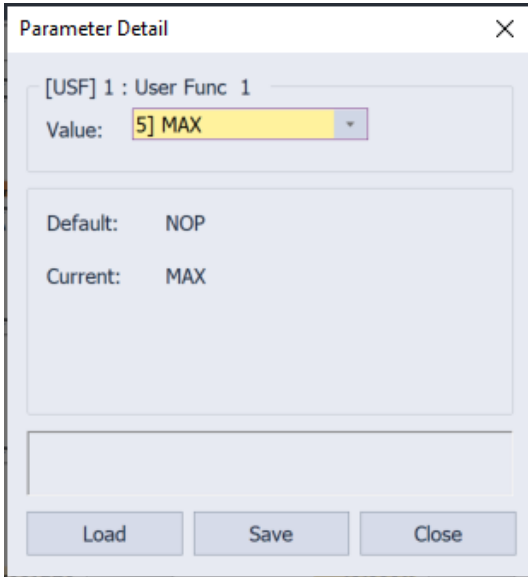 Parameter Detail
[USF] 1 : User Func 1
Value: 5] MAX
Default: NOP
Current: MAX
Load Save Close